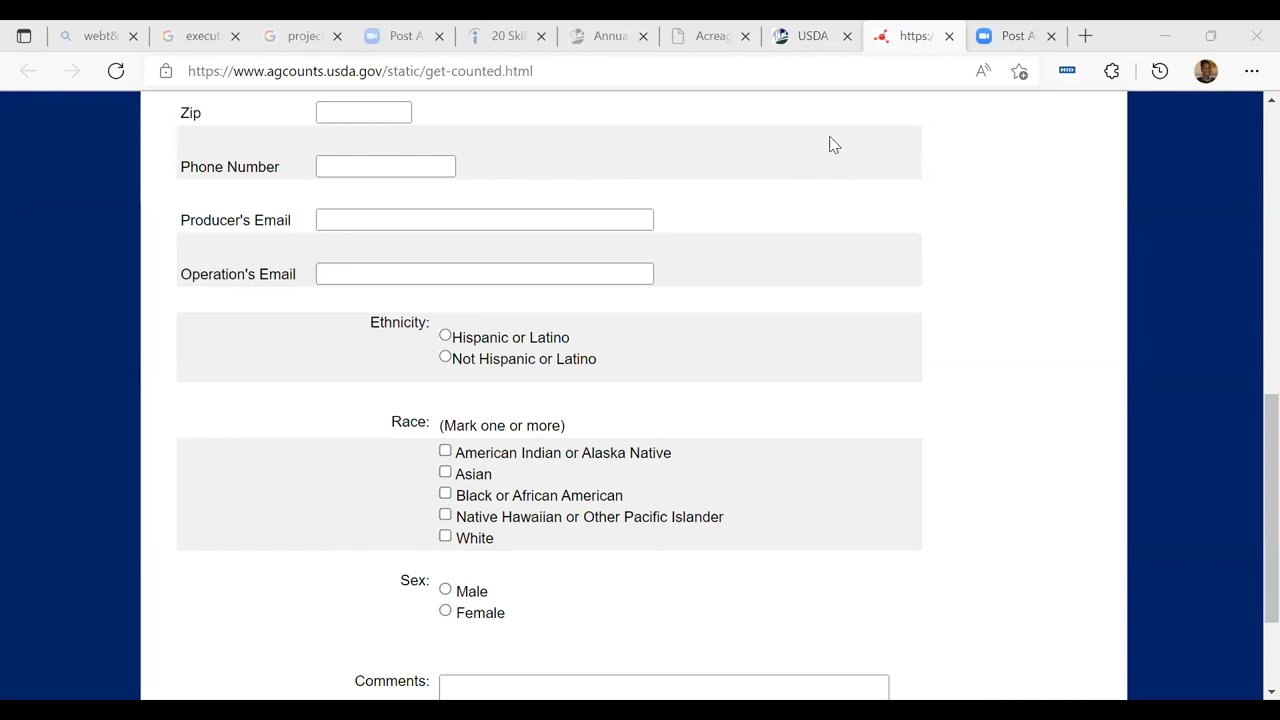 webt& execut projec Post A 20 Skil Annua Acreag USDA https:/ Post A
https://www.agcounts.usda.gov/static/get-counted.html
HID
Zip
Phone Number
Producer's Email
Operation's Email
Ethnicity:
Hispanic or Latino
Not Hispanic or Latino
Race: (Mark one or more)
American Indian or Alaska Native
Asian
Black or African American
Native Hawaiian or Other Pacific Islander
White
Sex:
Male
Female
Comments: